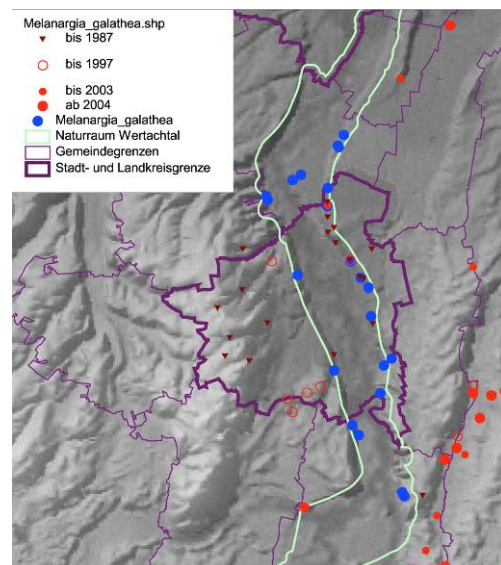 Melanargia_galathea.shp
bis 1987
bis 1997
bis 2003
ab 2004
Melanargia_galathea
Naturraum Wertachtal
Gemeindegrenzen
Stadt- und Landkreisgrenze